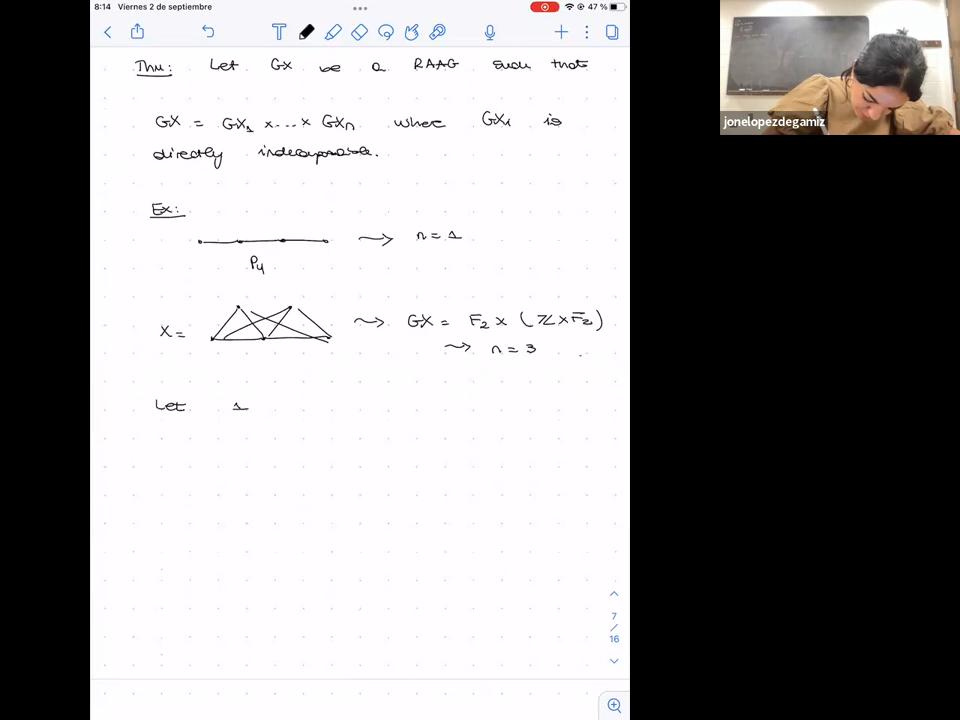 8:14 Viernes 2 de septiembre
47 %
jonelopezdegamiz
Thm: Let GX be a RAAG such that
GX = GX₁ ×...× GXₙ where GXᵢ is
directly indecomposable.
Ex:
P₄
⇝ n = 1
X =
⇝ GX = F₂ × (ℤ × F₂)
⇝ n = 3
Let 1
7
/
16